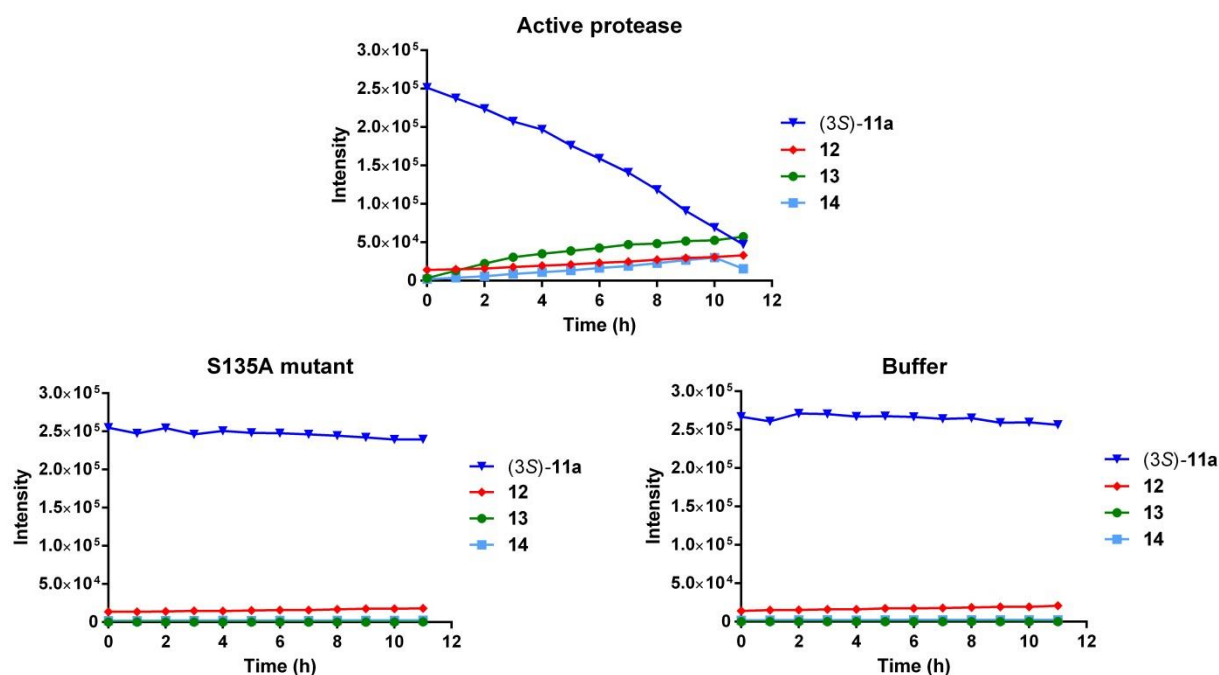 Active protease
3.0×10⁵
2.5×10⁵
2.0×10⁵
1.5×10⁵
1.0×10⁵
5.0×10⁴
0
Intensity
0 2 4 6 8 10 12
Time (h)
(3S)-11a
12
13
14
S135A mutant
3.0×10⁵
2.5×10⁵
2.0×10⁵
1.5×10⁵
1.0×10⁵
5.0×10⁴
0
Intensity
0 2 4 6 8 10 12
Time (h)
(3S)-11a
12
13
14
Buffer
3.0×10⁵
2.5×10⁵
2.0×10⁵
1.5×10⁵
1.0×10⁵
5.0×10⁴
0
Intensity
0 2 4 6 8 10 12
Time (h)
(3S)-11a
12
13
14